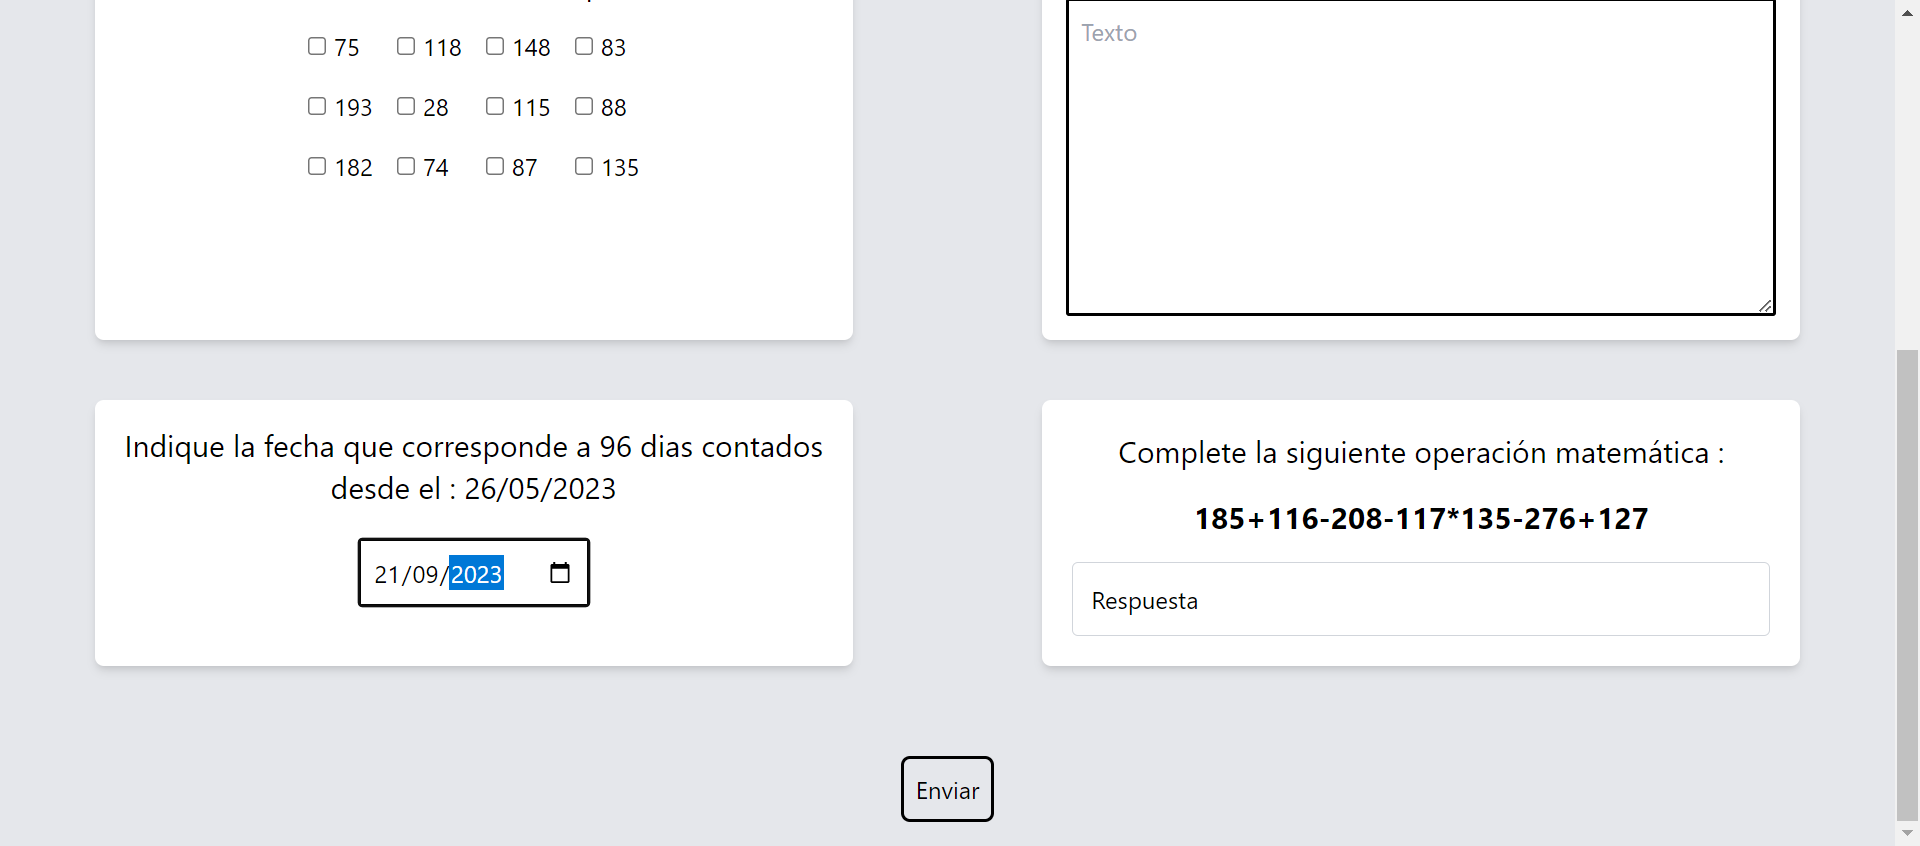 75 118 148 83
193 28 115 88
182 74 87 135
Texto
Indique la fecha que corresponde a 96 dias contados
desde el : 26/05/2023
21/09/2023
Complete la siguiente operación matemática :
185+116-208-117*135-276+127
Respuesta
Enviar